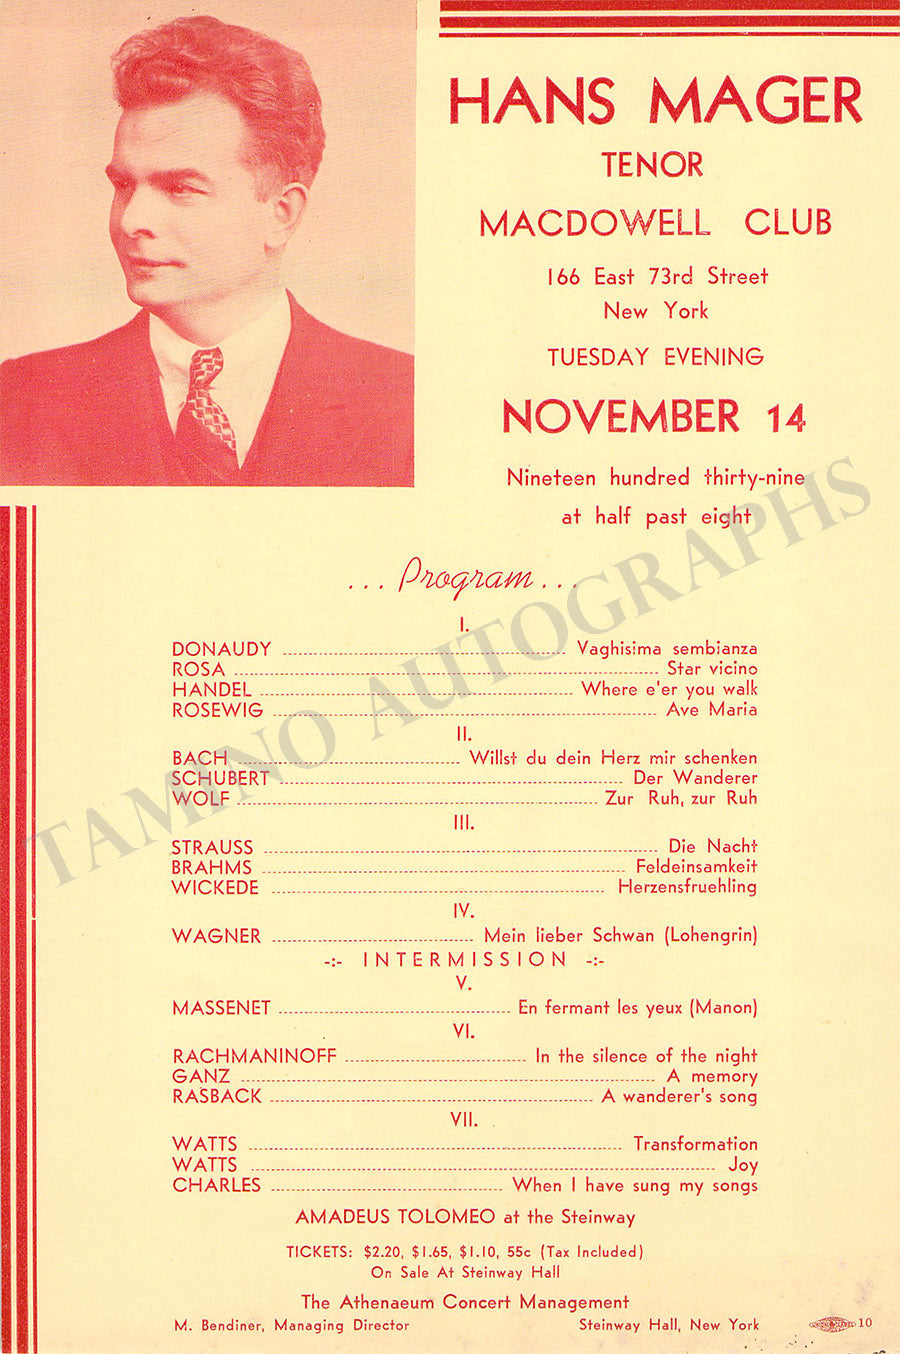 HANS MAGER
TENOR
MACDOWELL CLUB
166 East 73rd Street
New York
TUESDAY EVENING
NOVEMBER 14
Nineteen hundred thirty-nine
at half past eight
... Program ...
I.
DONAUDY Vaghisima sembianza
ROSA Star vicino
HANDEL Where e'er you walk
ROSEWIG Ave Maria
II.
BACH Willst du dein Herz mir schenken
SCHUBERT Der Wanderer
WOLF Zur Ruh, zur Ruh
III.
STRAUSS Die Nacht
BRAHMS Feldeinsamkeit
WICKEDE Herzensfruehling
IV.
WAGNER Mein lieber Schwan (Lohengrin)
-:- INTERMISSION -:-
V.
MASSENET En fermant les yeux (Manon)
VI.
RACHMANINOFF In the silence of the night
GANZ A memory
RASBACK A wanderer's song
VII.
WATTS Transformation
WATTS Joy
CHARLES When I have sung my songs
AMADEUS TOLOMEO at the Steinway
TICKETS: $2.20, $1.65, $1.10, 55c (Tax Included)
On Sale At Steinway Hall
The Athenaeum Concert Management
M. Bendiner, Managing Director Steinway Hall, New York
10
TAMINO AUTOGRAPHS